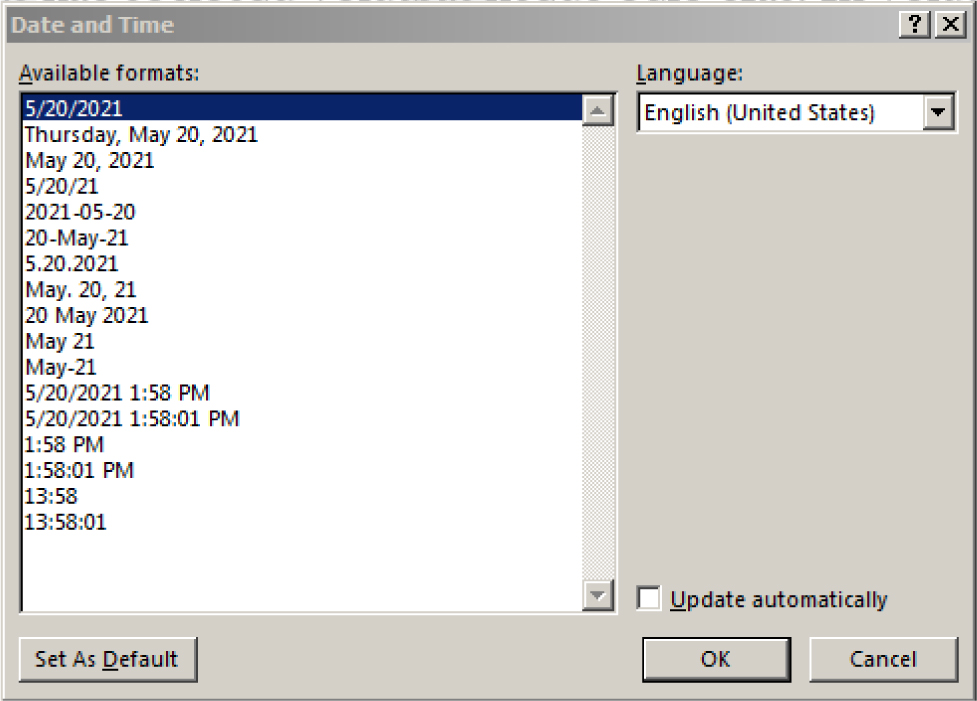 Date and Time
Available formats:
5/20/2021
Thursday, May 20, 2021
May 20, 2021
5/20/21
2021-05-20
20-May-21
5.20.2021
May. 20, 21
20 May 2021
May 21
May-21
5/20/2021 1:58 PM
5/20/2021 1:58:01 PM
1:58 PM
1:58:01 PM
13:58
13:58:01
Language:
English (United States)
Update automatically
Set As Default
OK
Cancel